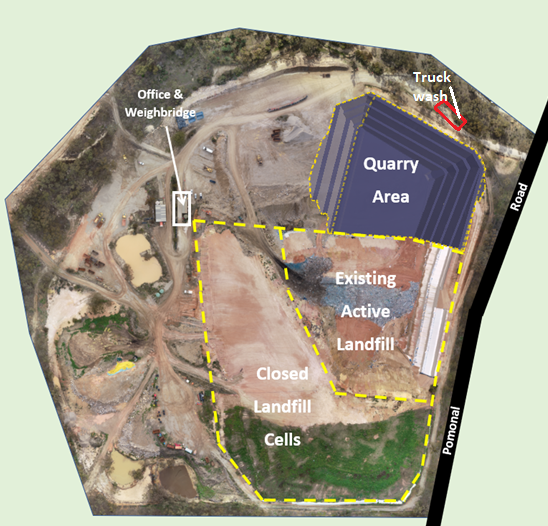 Truck
wash
Office &
Weighbridge
Quarry
Area
Road
Existing
Active
Landfill
Closed
Landfill
Cells
Pomonal